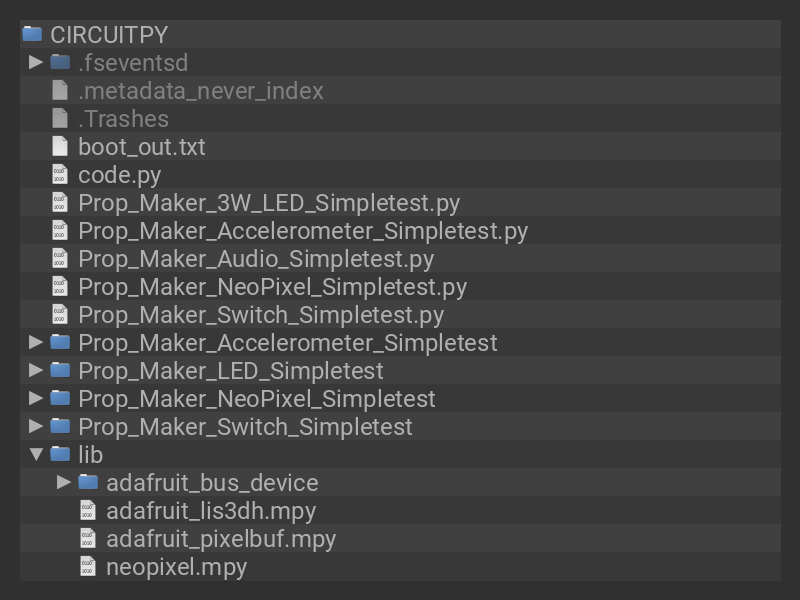 CIRCUITPY
.fseventsd
.metadata_never_index
.Trashes
boot_out.txt
code.py
Prop_Maker_3W_LED_Simpletest.py
Prop_Maker_Accelerometer_Simpletest.py
Prop_Maker_Audio_Simpletest.py
Prop_Maker_NeoPixel_Simpletest.py
Prop_Maker_Switch_Simpletest.py
Prop_Maker_Accelerometer_Simpletest
Prop_Maker_LED_Simpletest
Prop_Maker_NeoPixel_Simpletest
Prop_Maker_Switch_Simpletest
lib
adafruit_bus_device
adafruit_lis3dh.mpy
adafruit_pixelbuf.mpy
neopixel.mpy